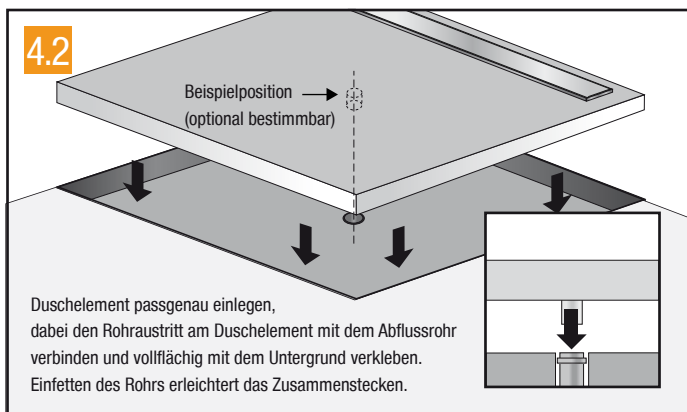 4.2
Beispielposition
(optional bestimmbar)
Duschelement passgenau einlegen,
dabei den Rohraustritt am Duschelement mit dem Abflussrohr
verbinden und vollflächig mit dem Untergrund verkleben.
Einfetten des Rohrs erleichtert das Zusammenstecken.